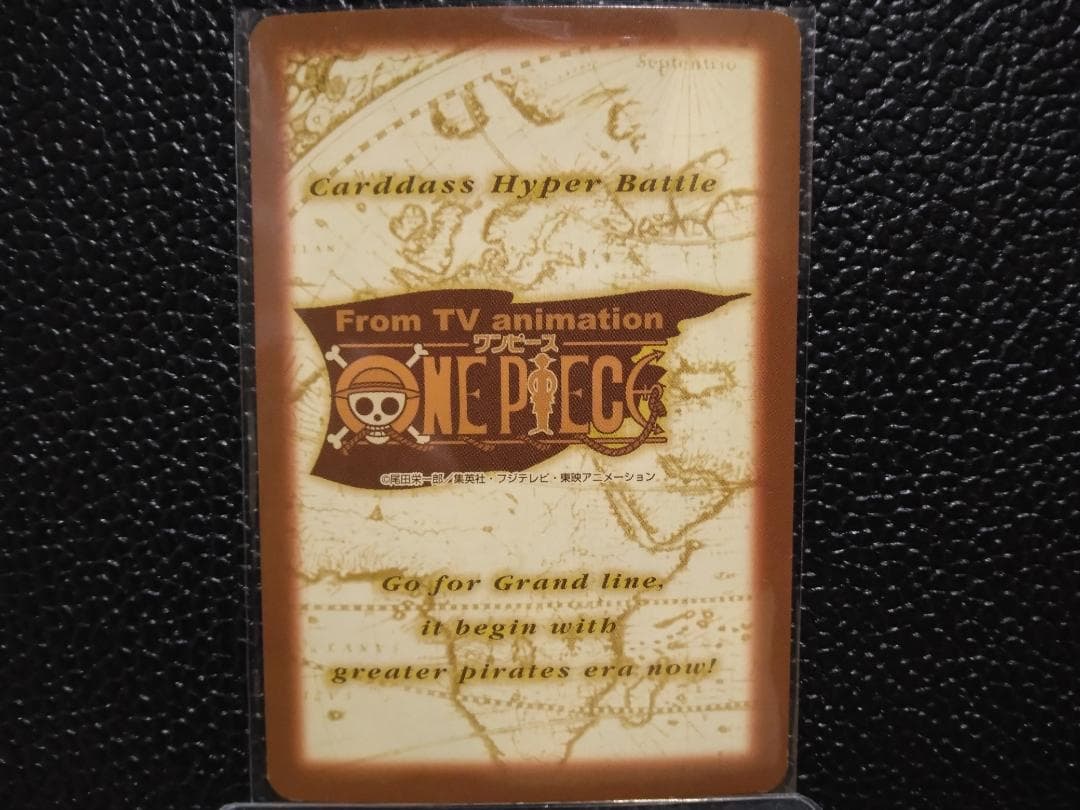 Septentrio
Carddass Hyper Battle
From TV animation
ワンピース
ONE PIECE
©尾田栄一郎／集英社・フジテレビ・東映アニメーション
Go for Grand line,
it begin with
greater pirates era now!